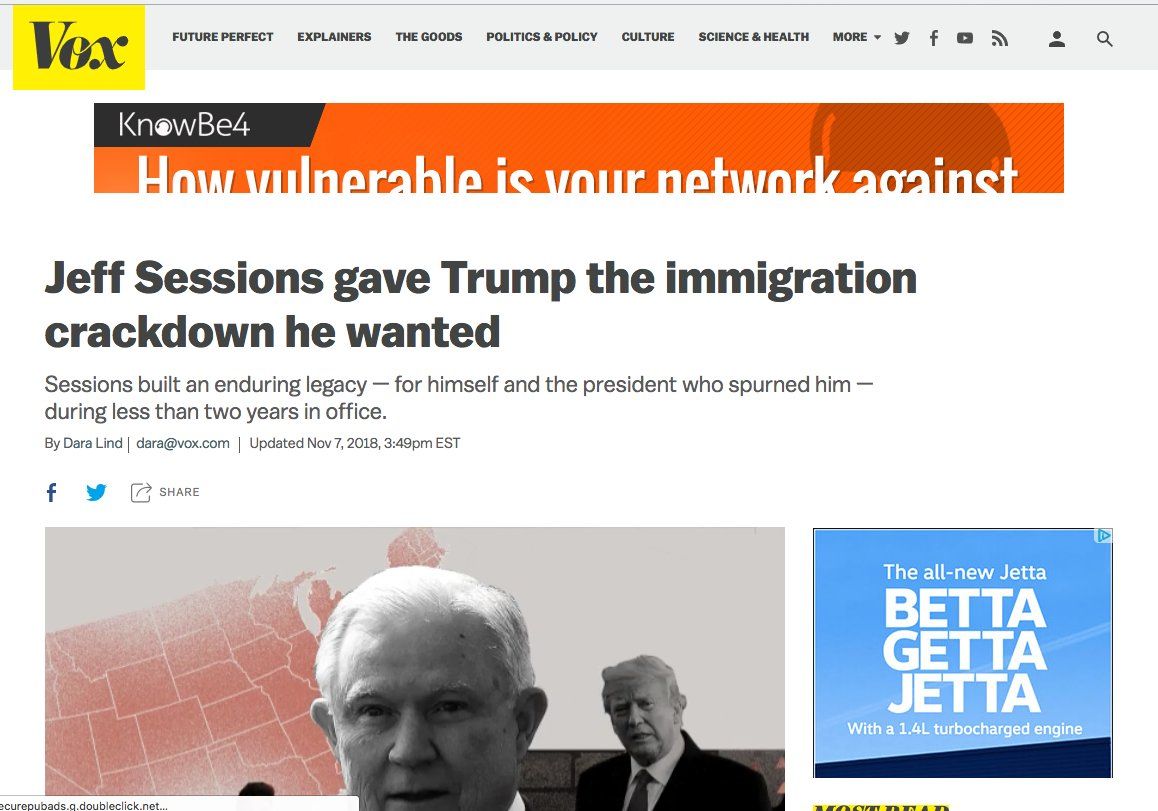 Vox
FUTURE PERFECT EXPLAINERS THE GOODS POLITICS & POLICY CULTURE SCIENCE & HEALTH MORE
KnowBe4
How vulnerable is your network against
Jeff Sessions gave Trump the immigration
crackdown he wanted
Sessions built an enduring legacy — for himself and the president who spurned him —
during less than two years in office.
By Dara Lind | dara@vox.com | Updated Nov 7, 2018, 3:49pm EST
SHARE
The all-new Jetta
BETTA
GETTA
JETTA
With a 1.4L turbocharged engine
ecurepubads.g.doubleclick.net...
MOST READ